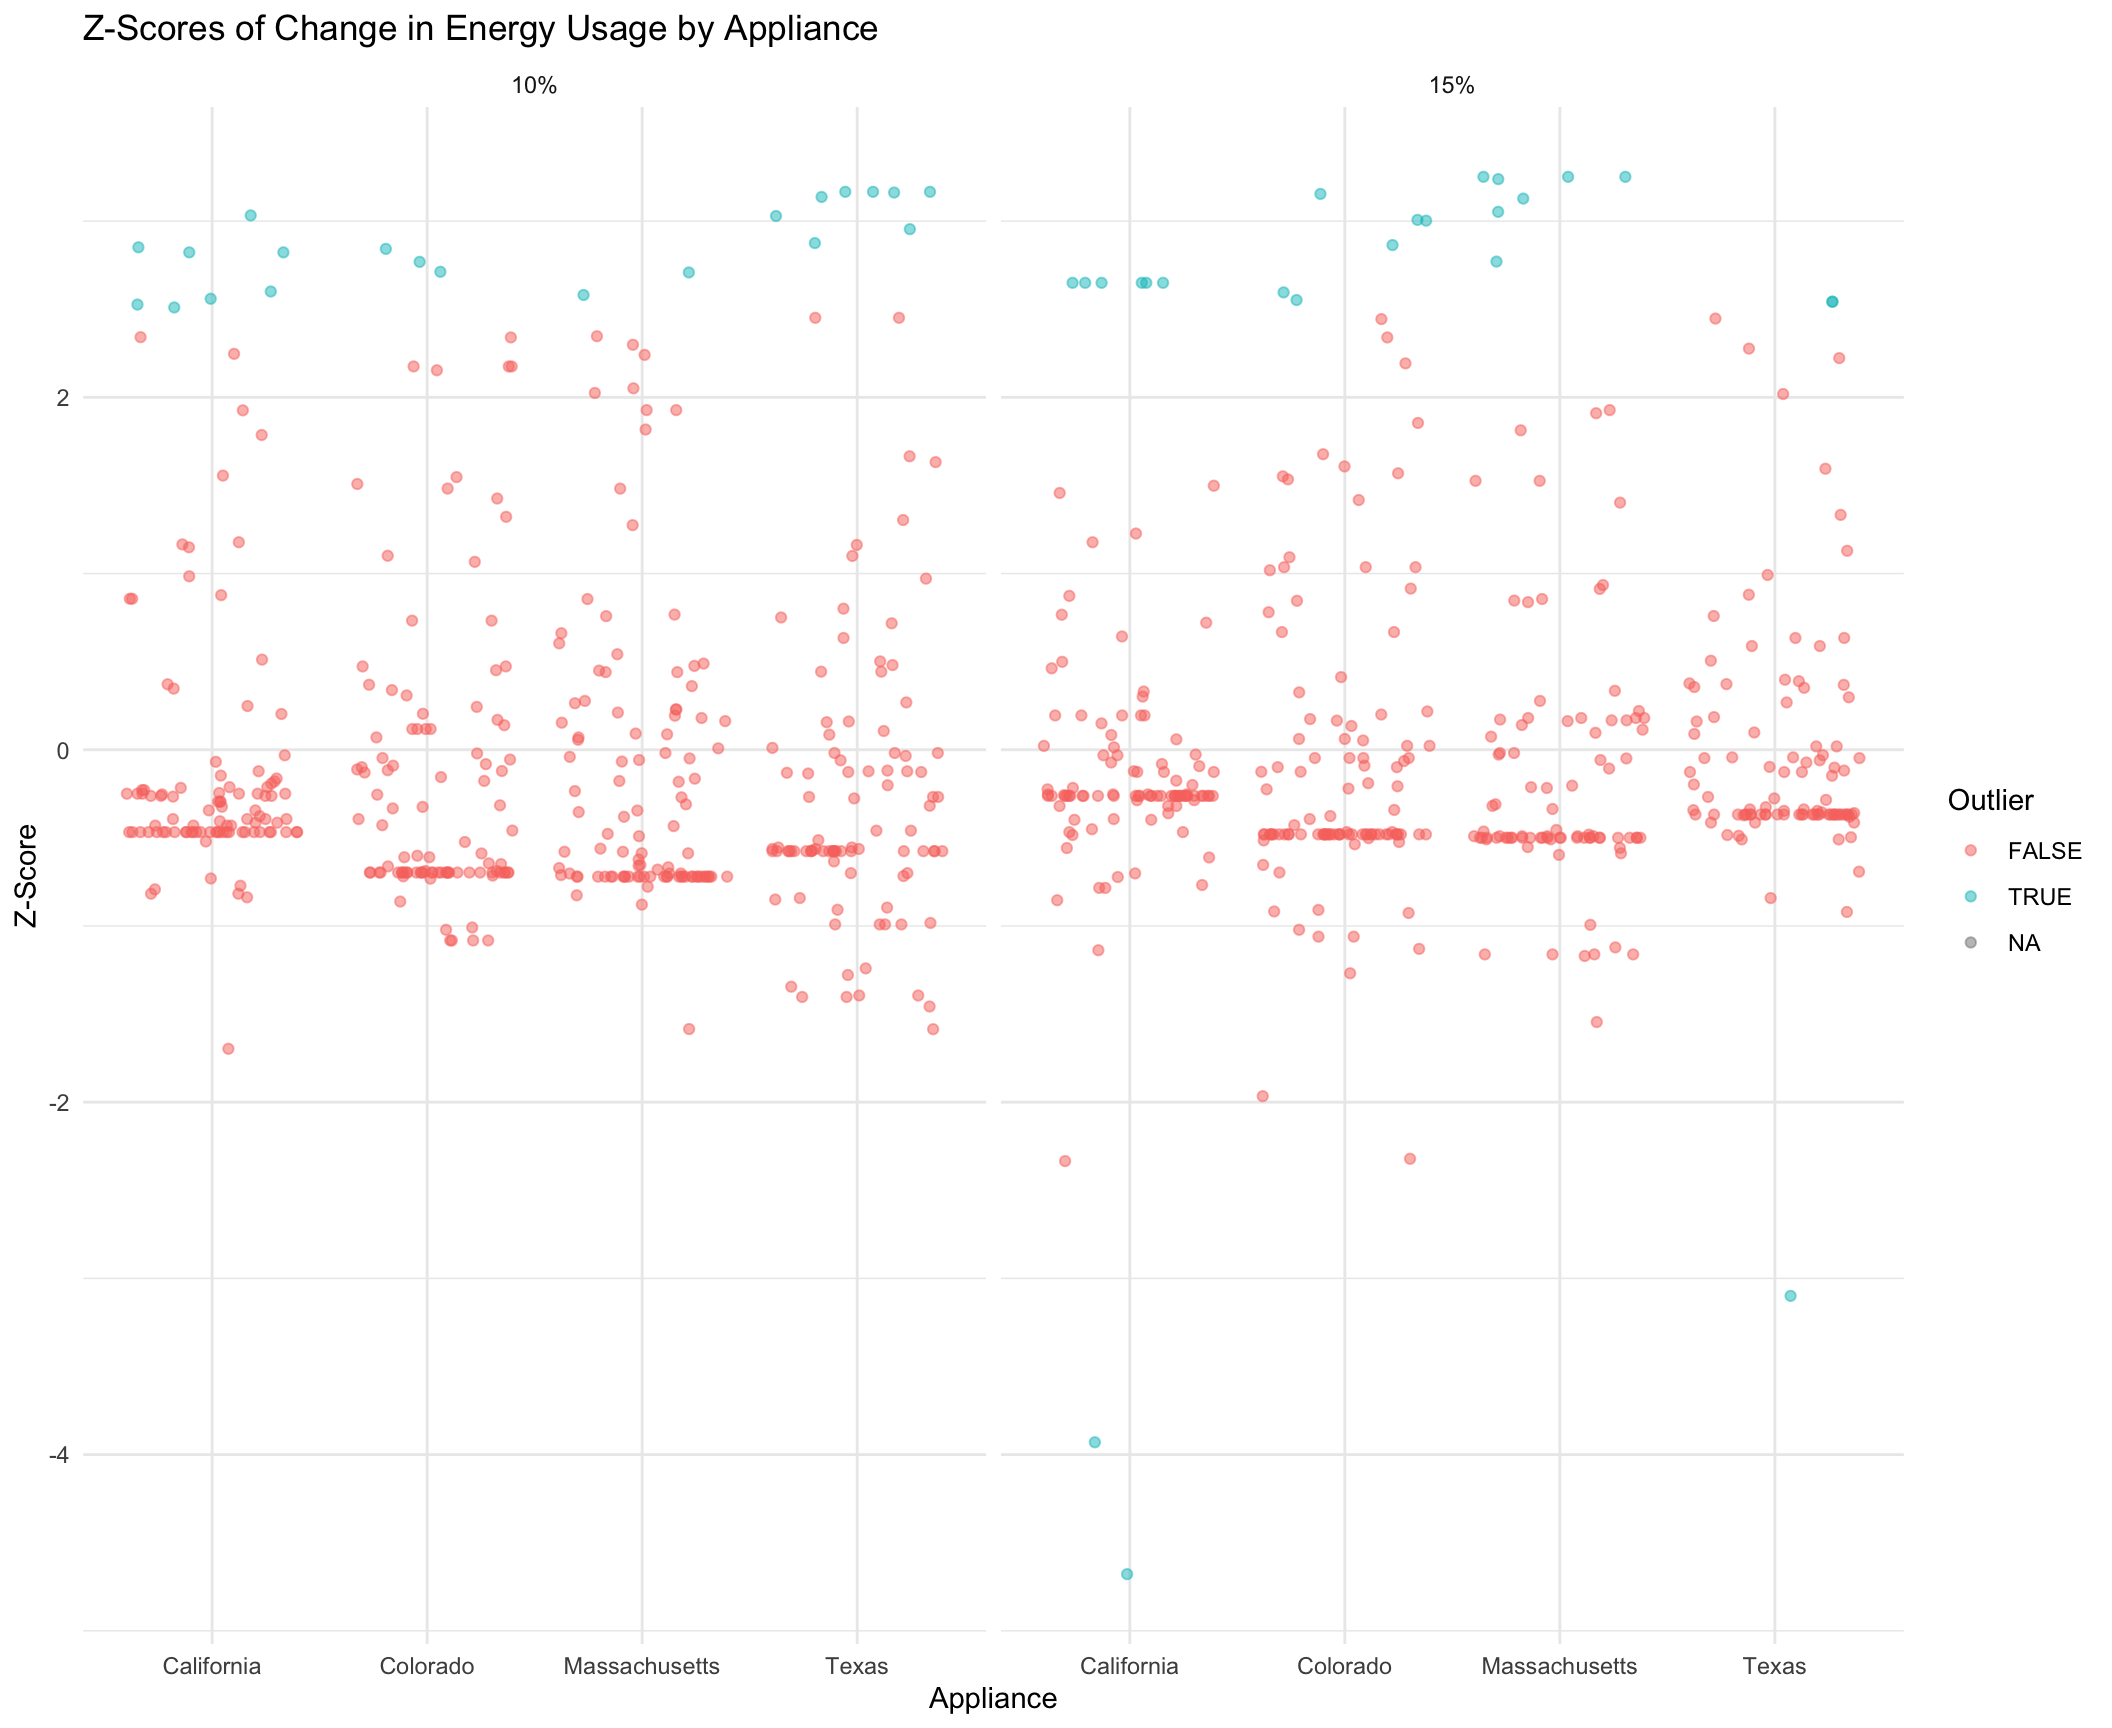 Z-Scores of Change in Energy Usage by Appliance
10%
15%
2
0
-2
-4
Z-Score
California
Colorado
Massachusetts
Texas
California
Colorado
Massachusetts
Texas
Appliance
Outlier
FALSE
TRUE
NA